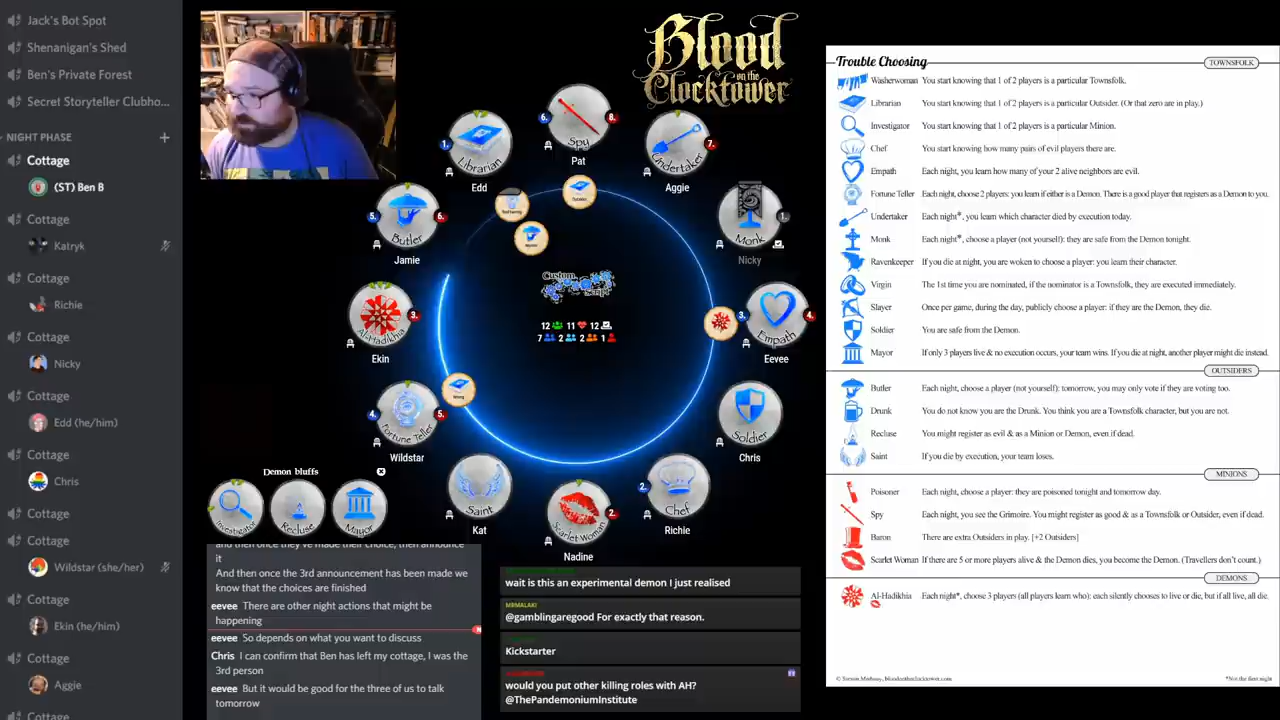 Jack's Bot Spot
Shenanigan's Shed
Ben's Private Forest
Secret Storyteller Clubho...
NIGHT PHASE
Cottage
(ST) Ben B
Cottage
Katryk
Cottage
Richie
Cottage
Nicky
Cottage
Edd (he/him)
Cottage
Chris
Cottage
Cottage
Wildstar (she/her)
Cottage
Ekin (he/him)
Cottage
Aggie
Blood
on the
Clocktower
Spy
Pat
Librarian
Edd
Undertaker
Aggie
Butler
Jamie
Monk
Nicky
Al-Hadikhia
Ekin
Empath
Eevee
Fortune Teller
Wildstar
Soldier
Chris
Saint
Kat
Scarlet Woman
Nadine
Chef
Richie
Custom
Script
12 11 12
7 2 2 1
Demon bluffs
Investigator
Recluse
Mayor
and then once they've made their choice, then announce
it
And then once the 3rd announcement has been made we
know that the choices are finished
eevee There are other night actions that might be
happening
eevee So depends on what you want to discuss
Chris I can confirm that Ben has left my cottage, I was the
3rd person
eevee But it would be good for the three of us to talk
tomorrow
wait is this an experimental demon I just realised
MRMALAKI
@gamblingaregood For exactly that reason.
Kickstarter
would you put other killing roles with AH?
@ThePandemoniumInstitute
Trouble Choosing
TOWNSFOLK
Washerwoman You start knowing that 1 of 2 players is a particular Townsfolk.
Librarian You start knowing that 1 of 2 players is a particular Outsider. (Or that zero are in play.)
Investigator You start knowing that 1 of 2 players is a particular Minion.
Chef You start knowing how many pairs of evil players there are.
Empath Each night, you learn how many of your 2 alive neighbors are evil.
Fortune Teller Each night, choose 2 players: you learn if either is a Demon. There is a good player that registers as a Demon to you.
Undertaker Each night*, you learn which character died by execution today.
Monk Each night*, choose a player (not yourself): they are safe from the Demon tonight.
Ravenkeeper If you die at night, you are woken to choose a player: you learn their character.
Virgin The 1st time you are nominated, if the nominator is a Townsfolk, they are executed immediately.
Slayer Once per game, during the day, publicly choose a player: if they are the Demon, they die.
Soldier You are safe from the Demon.
Mayor If only 3 players live & no execution occurs, your team wins. If you die at night, another player might die instead.
OUTSIDERS
Butler Each night, choose a player (not yourself): tomorrow, you may only vote if they are voting too.
Drunk You do not know you are the Drunk. You think you are a Townsfolk character, but you are not.
Recluse You might register as evil & as a Minion or Demon, even if dead.
Saint If you die by execution, your team loses.
MINIONS
Poisoner Each night, choose a player: they are poisoned tonight and tomorrow day.
Spy Each night, you see the Grimoire. You might register as good & as a Townsfolk or Outsider, even if dead.
Baron There are extra Outsiders in play. [+2 Outsiders]
Scarlet Woman If there are 5 or more players alive & the Demon dies, you become the Demon. (Travellers don't count.)
DEMONS
Al-Hadikhia Each night*, choose 3 players (all players learn who): each silently chooses to live or die, but if all live, all die.
*Not the first night